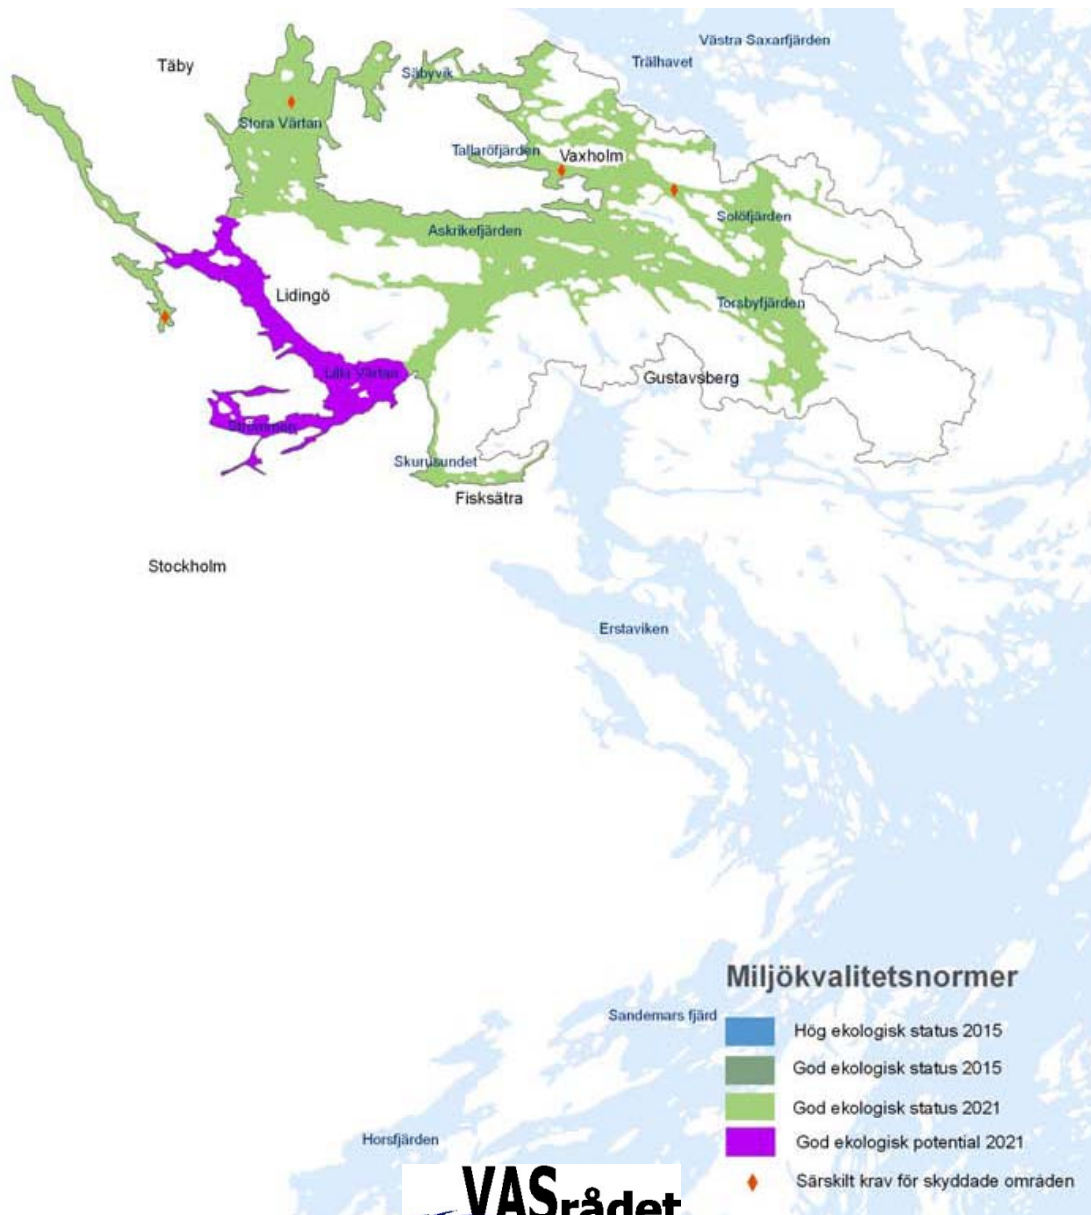 Västra Saxarfjärden
Trälhavet
Täby
Säbyvik
Stora Värtan
Tallaröfjärden
Vaxholm
Solöfjärden
Askrikefjärden
Lidingö
Torsbyfjärden
Lilla Värtan
Gustavsberg
Strömmen
Skurusundet
Fisksätra
Stockholm
Erstaviken
Miljökvalitetsnormer
Sandemars fjärd
Hög ekologisk status 2015
God ekologisk status 2015
God ekologisk status 2021
Horsfjärden
God ekologisk potential 2021
Särskilt krav för skyddade områden
VASrådet